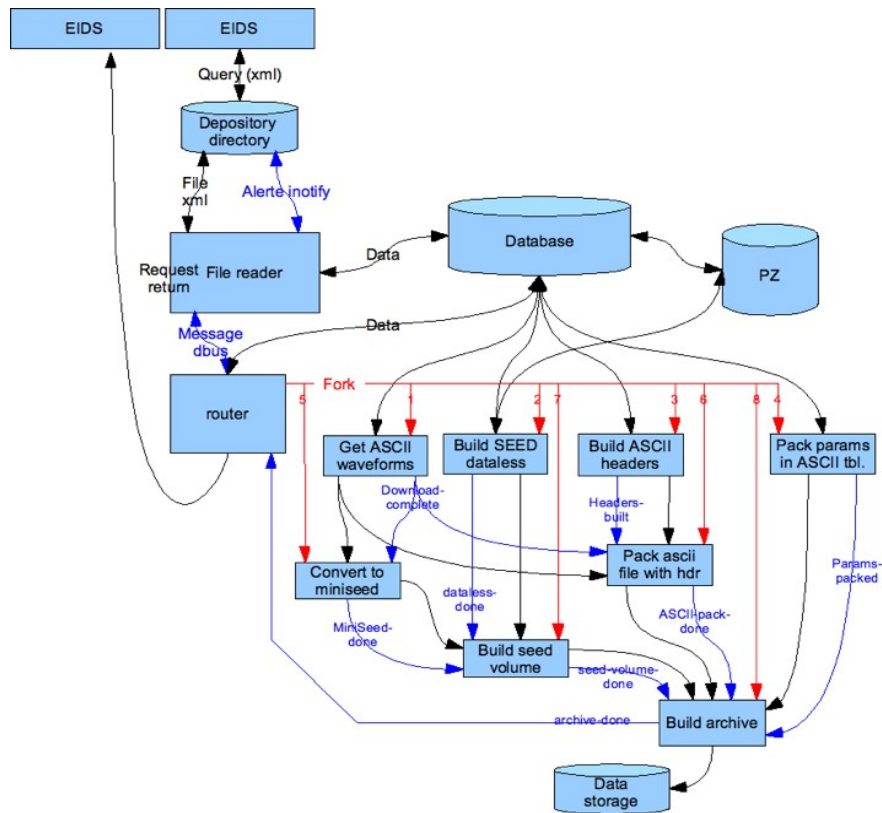 EIDS
EIDS
Query (xml)
Depository
directory
File
xml
Alerte inotify
Database
Data
Request
return
File reader
PZ
Message
dbus
Data
Fork
router
5
1
2
7
3
6
8
4
Get ASCII
waveforms
Build SEED
dataless
Build ASCII
headers
Pack params
in ASCII tbl.
Download-
complete
Headers-
built
Convert to
miniseed
Pack ascii
file with hdr
Params-
packed
dataless-
done
MiniSeed-
done
ASCII-pack-
done
Build seed
volume
seed-volume-
done
archive-done
Build archive
Data
storage